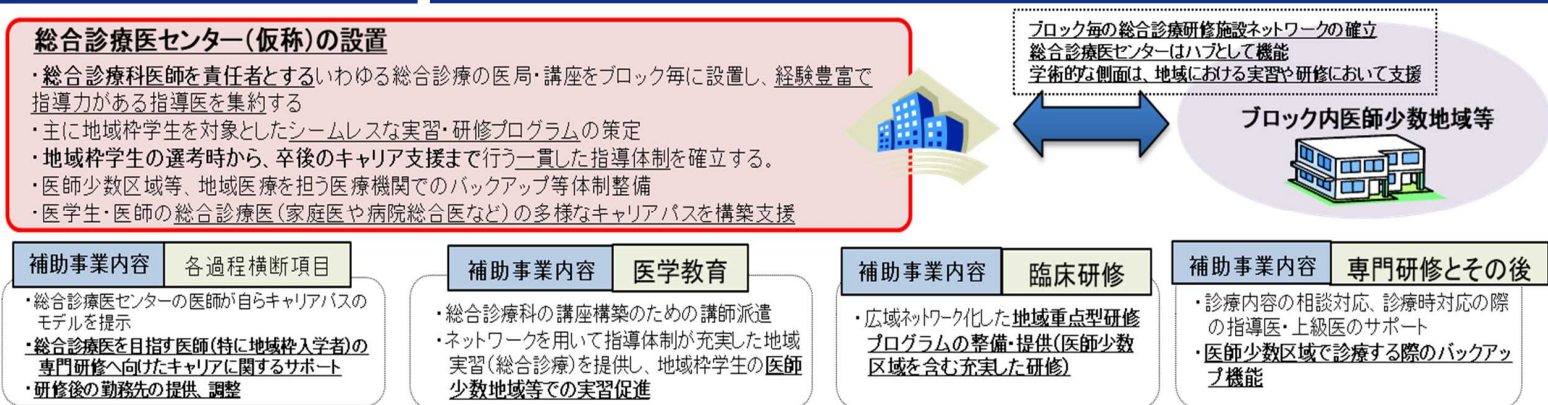 総合診療医センター(仮称)の設置
・総合診療科医師を責任者とするいわゆる総合診療の医局・講座をブロック毎に設置し、経験豊富で
指導力がある指導医を集約する
・主に地域枠学生を対象としたシームレスな実習・研修プログラムの策定
・地域枠学生の選考時から、卒後のキャリア支援まで行う一貫した指導体制を確立する。
・医師少数区域等、地域医療を担う医療機関でのバックアップ等体制整備
・医学生・医師の総合診療医(家庭医や病院総合医など)の多様なキャリアパスを構築支援
ブロック毎の総合診療研修施設ネットワークの確立
総合診療医センターはハブとして機能
学術的な側面は、地域における実習や研修において支援
ブロック内医師少数地域等
補助事業内容 各過程横断項目
・総合診療医センターの医師が自らキャリアパスの
モデルを提示
・総合診療医を目指す医師(特に地域枠入学者)の
専門研修へ向けたキャリアに関するサポート
・研修後の勤務先の提供、調整
補助事業内容 医学教育
・総合診療科の講座構築のための講師派遣
・ネットワークを用いて指導体制が充実した地域
実習(総合診療)を提供し、地域枠学生の医師
少数地域等での実習促進
補助事業内容 臨床研修
・広域ネットワーク化した地域重点型研修
プログラムの整備・提供(医師少数
区域を含む充実した研修)
補助事業内容 専門研修とその後
・診療内容の相談対応、診療時対応の際
の指導医・上級医のサポート
・医師少数区域で診療する際のバックアッ
プ機能